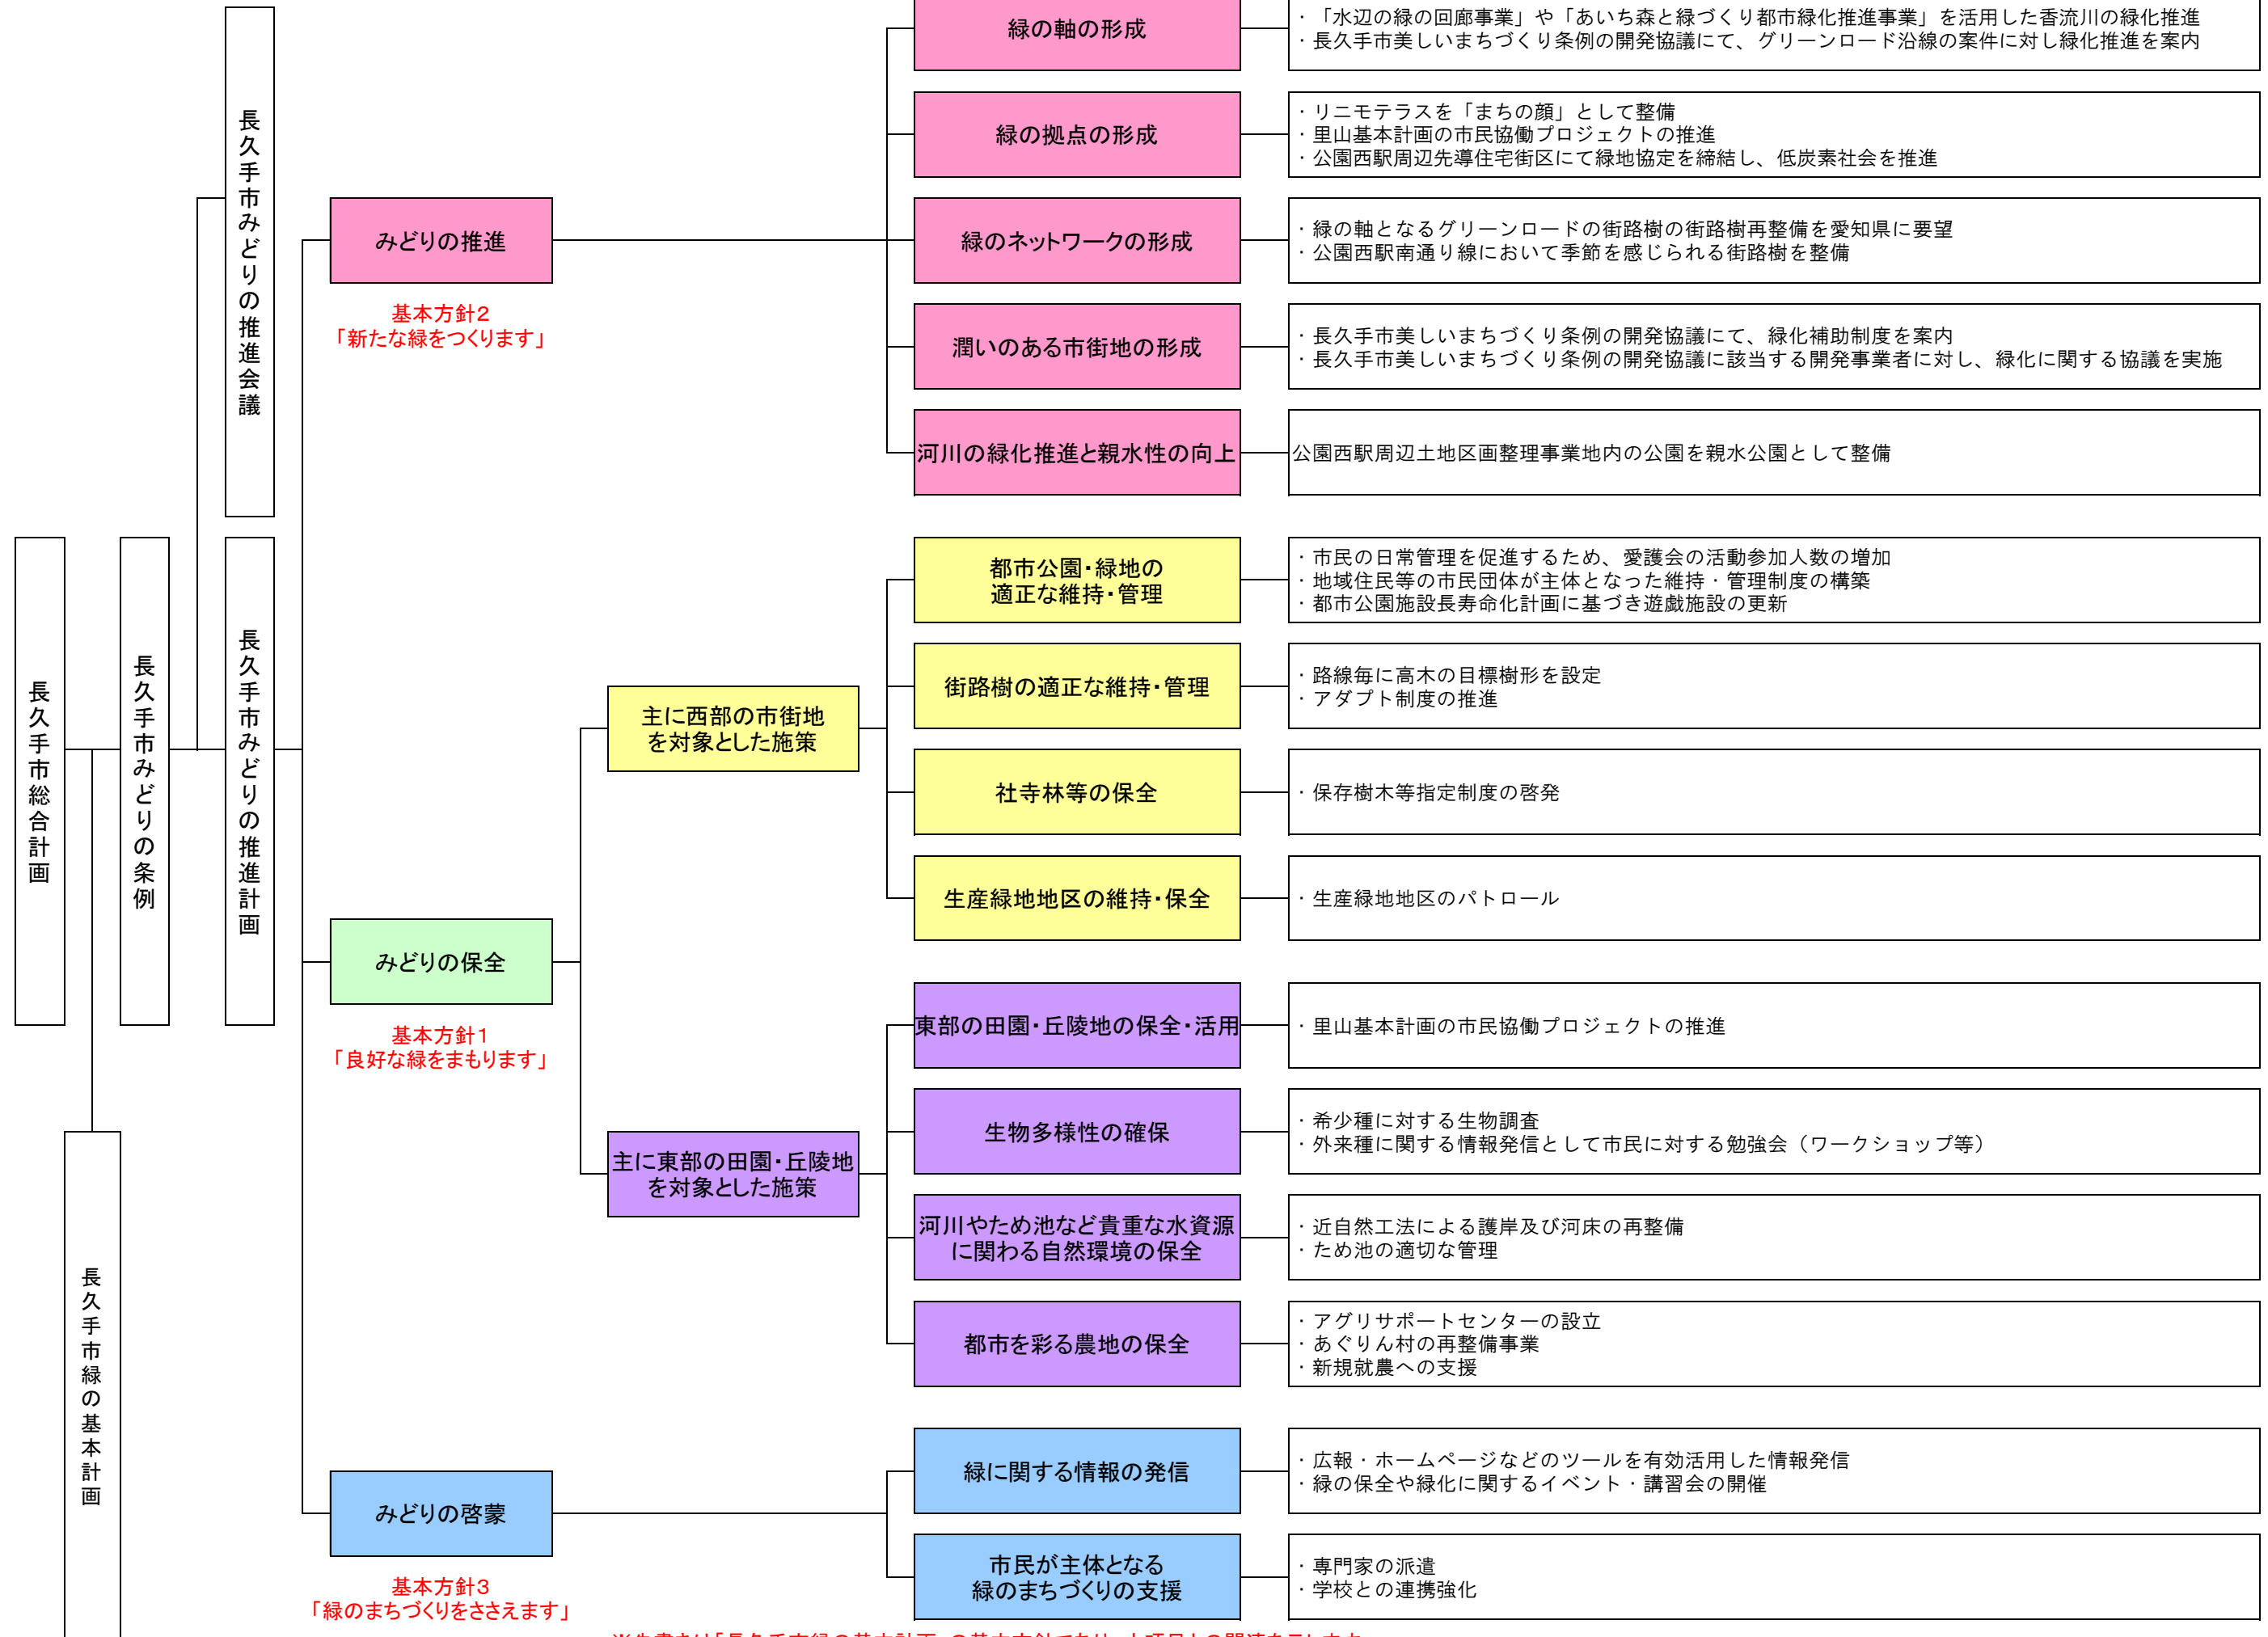 長久手市総合計画
長久手市緑の基本計画
長久手市みどりの条例
長久手市みどりの推進会議
長久手市みどりの推進計画
みどりの推進
基本方針2
「新たな緑をつくります」
緑の軸の形成
・「水辺の緑の回廊事業」や「あいち森と緑づくり都市緑化推進事業」を活用した香流川の緑化推進
・長久手市美しいまちづくり条例の開発協議にて、グリーンロード沿線の案件に対し緑化推進を案内
緑の拠点の形成
・リニモテラスを「まちの顔」として整備
・里山基本計画の市民協働プロジェクトの推進
・公園西駅周辺先導住宅街区にて緑地協定を締結し、低炭素社会を推進
緑のネットワークの形成
・緑の軸となるグリーンロードの街路樹の街路樹再整備を愛知県に要望
・公園西駅南通り線において季節を感じられる街路樹を整備
潤いのある市街地の形成
・長久手市美しいまちづくり条例の開発協議にて、緑化補助制度を案内
・長久手市美しいまちづくり条例の開発協議に該当する開発事業者に対し、緑化に関する協議を実施
河川の緑化推進と親水性の向上
公園西駅周辺土地区画整理事業地内の公園を親水公園として整備
みどりの保全
基本方針1
「良好な緑をまもります」
主に西部の市街地
を対象とした施策
都市公園・緑地の
適正な維持・管理
・市民の日常管理を促進するため、愛護会の活動参加人数の増加
・地域住民等の市民団体が主体となった維持・管理制度の構築
・都市公園施設長寿命化計画に基づき遊戯施設の更新
街路樹の適正な維持・管理
・路線毎に高木の目標樹形を設定
・アダプト制度の推進
社寺林等の保全
・保存樹木等指定制度の啓発
生産緑地地区の維持・保全
・生産緑地地区のパトロール
主に東部の田園・丘陵地
を対象とした施策
東部の田園・丘陵地の保全・活用
・里山基本計画の市民協働プロジェクトの推進
生物多様性の確保
・希少種に対する生物調査
・外来種に関する情報発信として市民に対する勉強会（ワークショップ等）
河川やため池など貴重な水資源
に関わる自然環境の保全
・近自然工法による護岸及び河床の再整備
・ため池の適切な管理
都市を彩る農地の保全
・アグリサポートセンターの設立
・あぐりん村の再整備事業
・新規就農への支援
みどりの啓蒙
基本方針3
「緑のまちづくりをささえます」
緑に関する情報の発信
・広報・ホームページなどのツールを有効活用した情報発信
・緑の保全や緑化に関するイベント・講習会の開催
市民が主体となる
緑のまちづくりの支援
・専門家の派遣
・学校との連携強化